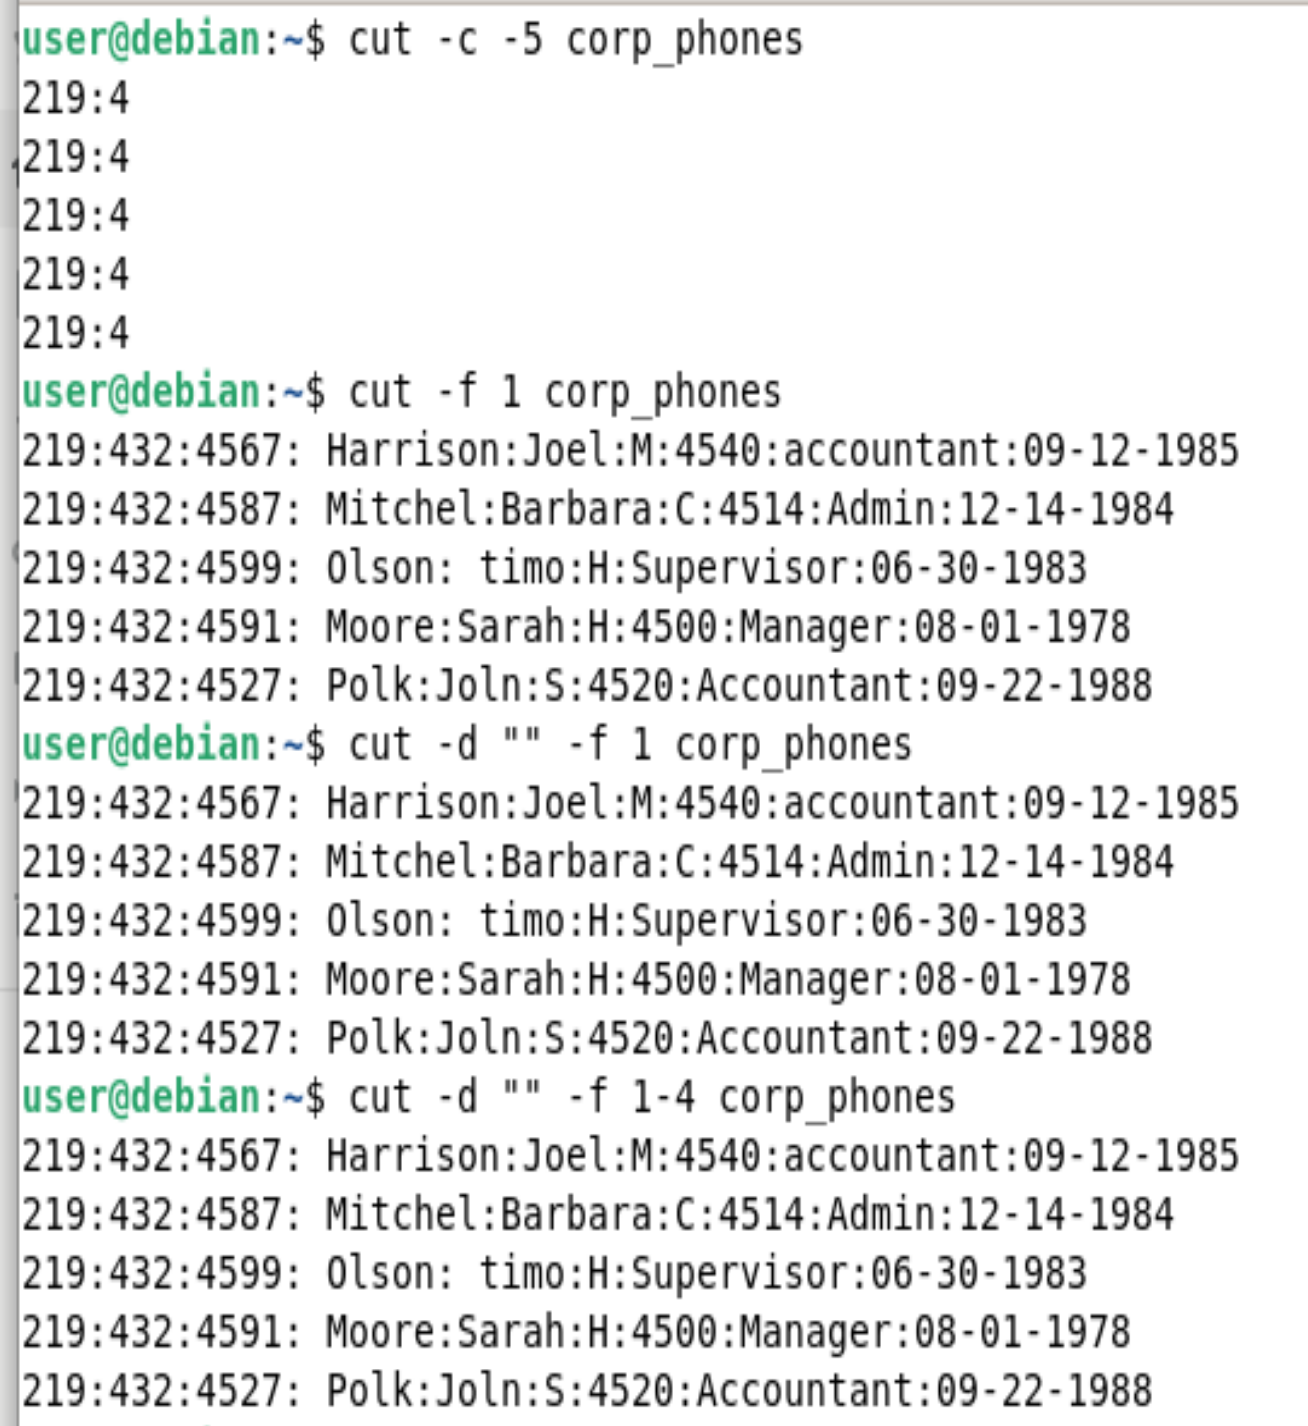 user@debian:~$ cut -c -5 corp_phones
219:4
219:4
219:4
219:4
219:4
user@debian:~$ cut -f 1 corp_phones
219:432:4567: Harrison:Joel:M:4540:accountant:09-12-1985
219:432:4587: Mitchel:Barbara:C:4514:Admin:12-14-1984
219:432:4599: Olson: timo:H:Supervisor:06-30-1983
219:432:4591: Moore:Sarah:H:4500:Manager:08-01-1978
219:432:4527: Polk:Joln:S:4520:Accountant:09-22-1988
user@debian:~$ cut -d "" -f 1 corp_phones
219:432:4567: Harrison:Joel:M:4540:accountant:09-12-1985
219:432:4587: Mitchel:Barbara:C:4514:Admin:12-14-1984
219:432:4599: Olson: timo:H:Supervisor:06-30-1983
219:432:4591: Moore:Sarah:H:4500:Manager:08-01-1978
219:432:4527: Polk:Joln:S:4520:Accountant:09-22-1988
user@debian:~$ cut -d "" -f 1-4 corp_phones
219:432:4567: Harrison:Joel:M:4540:accountant:09-12-1985
219:432:4587: Mitchel:Barbara:C:4514:Admin:12-14-1984
219:432:4599: Olson: timo:H:Supervisor:06-30-1983
219:432:4591: Moore:Sarah:H:4500:Manager:08-01-1978
219:432:4527: Polk:Joln:S:4520:Accountant:09-22-1988